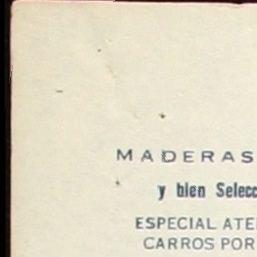 MADERAS
y bien Selecc
ESPECIAL ATE
CARROS POR